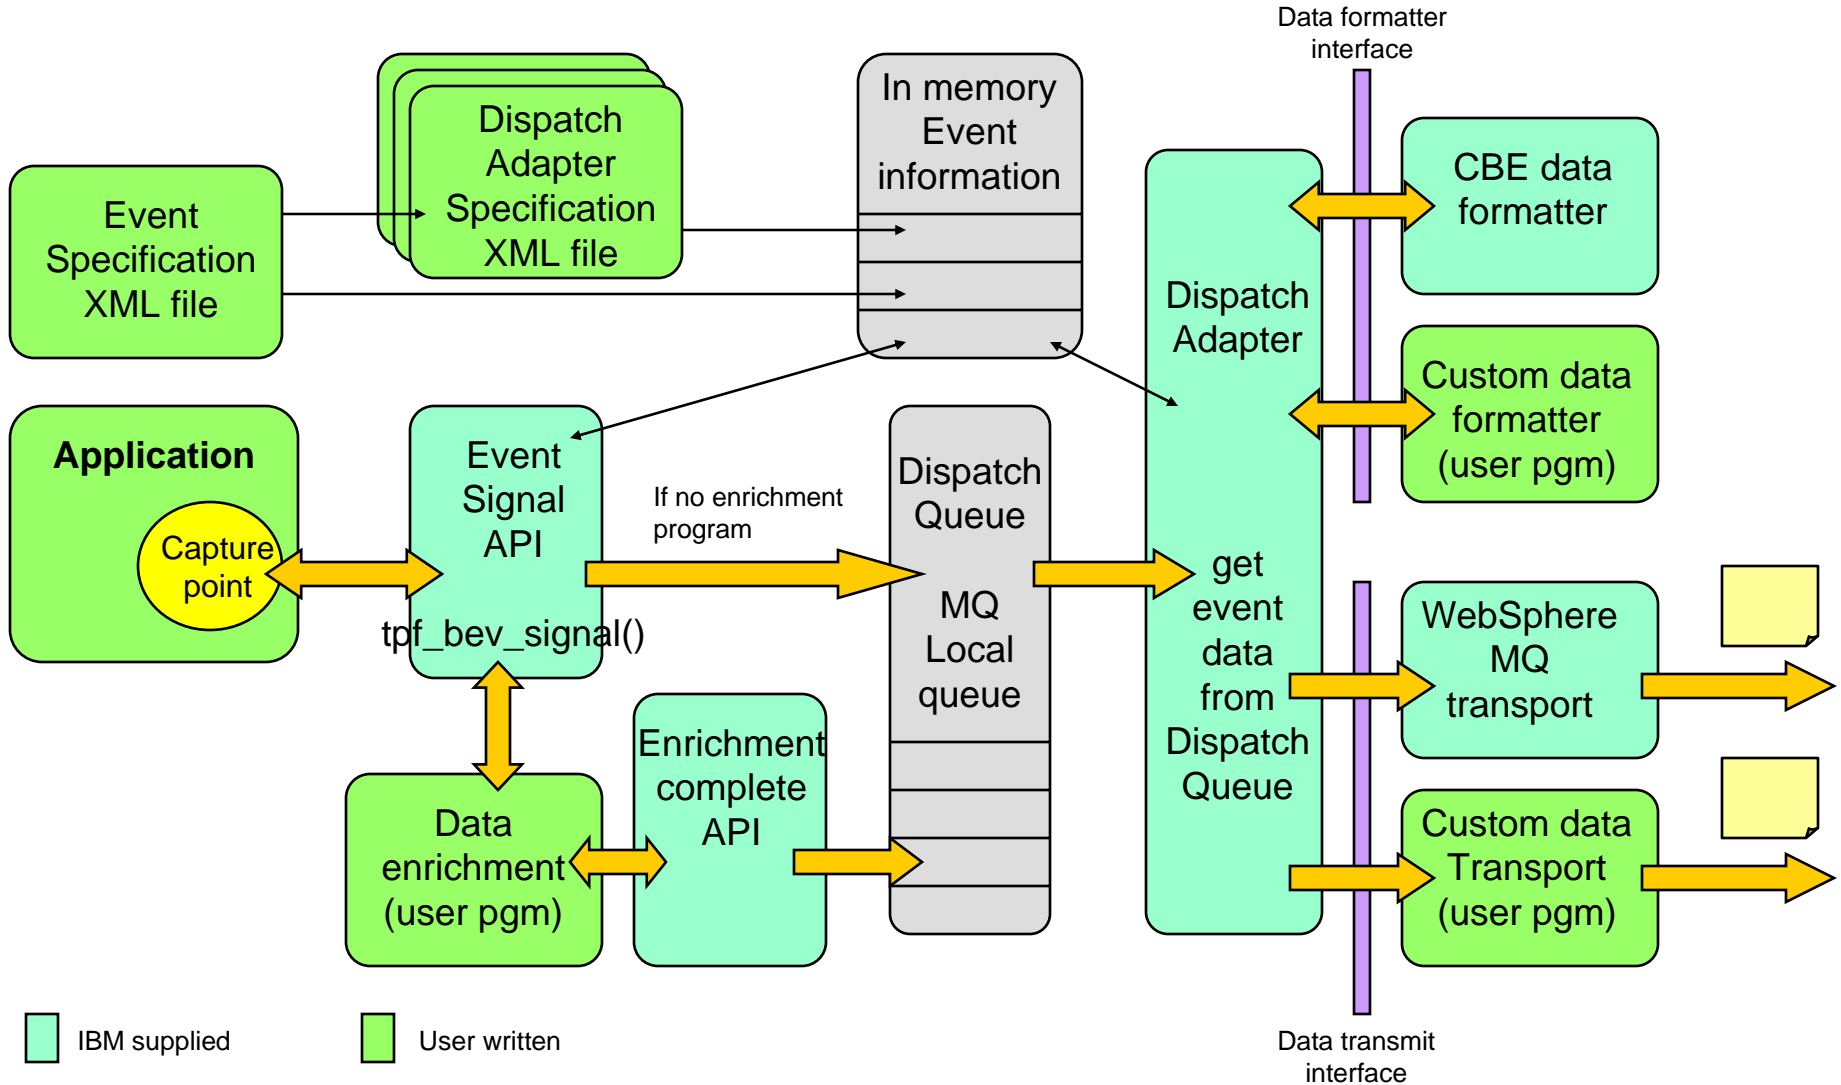 Data formatter
interface
Dispatch
Adapter
Specification
XML file
In memory
Event
information
CBE data
formatter
Event
Specification
XML file
Dispatch
Adapter
Custom data
formatter
(user pgm)
Application
Capture
point
Event
Signal
API
tpf_bev_signal()
If no enrichment
program
Dispatch
Queue
MQ
Local
queue
get
event
data
from
Dispatch
Queue
WebSphere
MQ
transport
Data
enrichment
(user pgm)
Enrichment
complete
API
Custom data
Transport
(user pgm)
IBM supplied
User written
Data transmit
interface